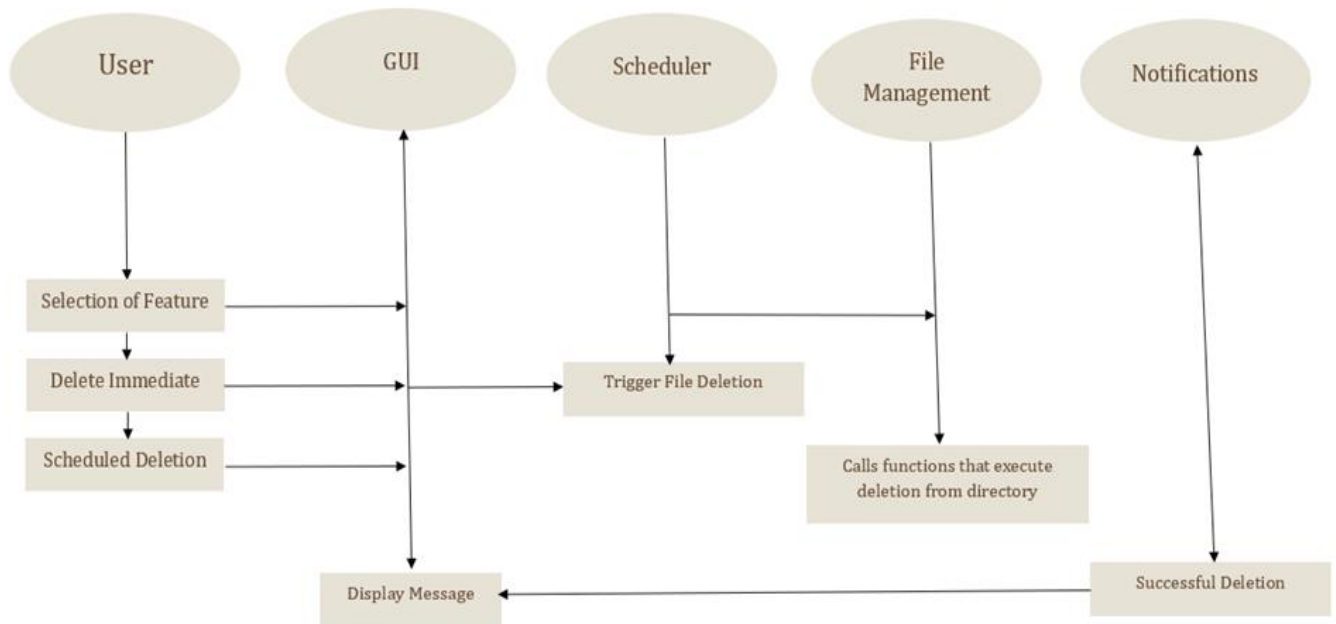 User
GUI
Scheduler
File
Management
Notifications
Selection of Feature
Delete Immediate
Trigger File Deletion
Scheduled Deletion
Calls functions that execute
deletion from directory
Display Message
Successful Deletion